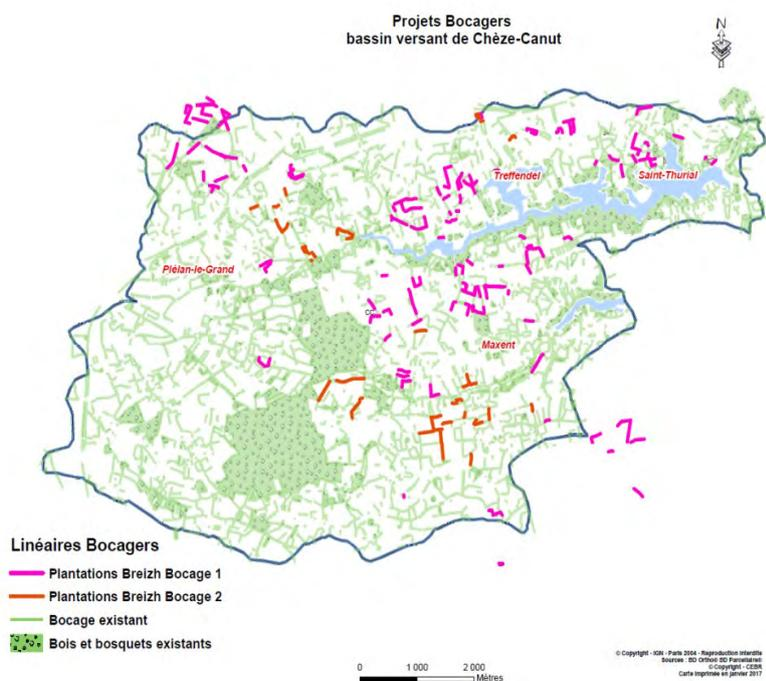 Projets Bocagers
bassin versant de Chèze-Canut
N
Treffendel
Saint-Thurial
Plélan-le-Grand
Maxent
Linéaires Bocagers
Plantations Breizh Bocage 1
Plantations Breizh Bocage 2
Bocage existant
Bois et bosquets existants
© Copyright - IGN - Paris 2004 - Reproduction interdite
Sources : BD Ortho® BD Parcellaire®
© Copyright - CEBR
Carte imprimée en janvier 2017
0 1 000 2 000
Mètres